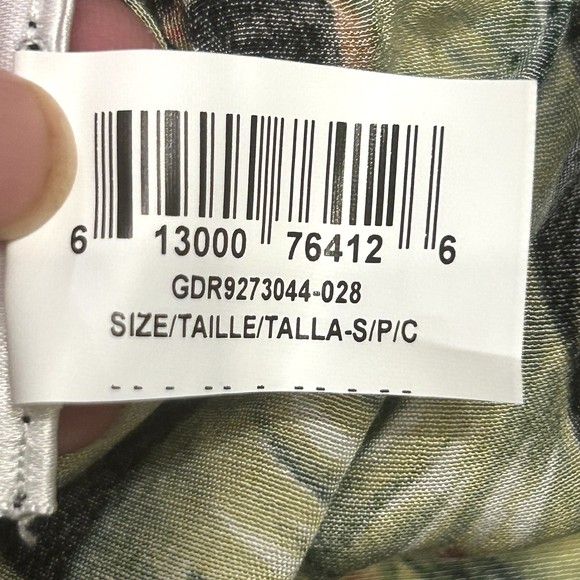 6 13000 76412 6
GDR9273044-028
SIZE/TAILLE/TALLA-S/P/C